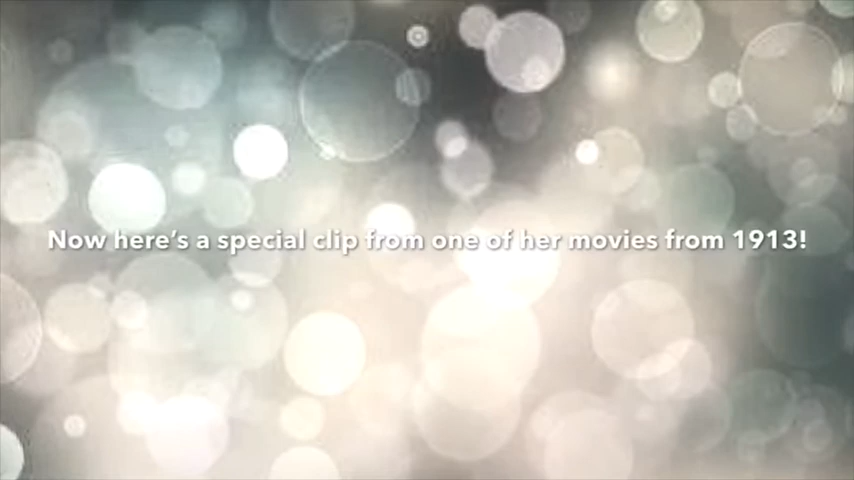 Now here’s a special clip from one of her movies from 1913!